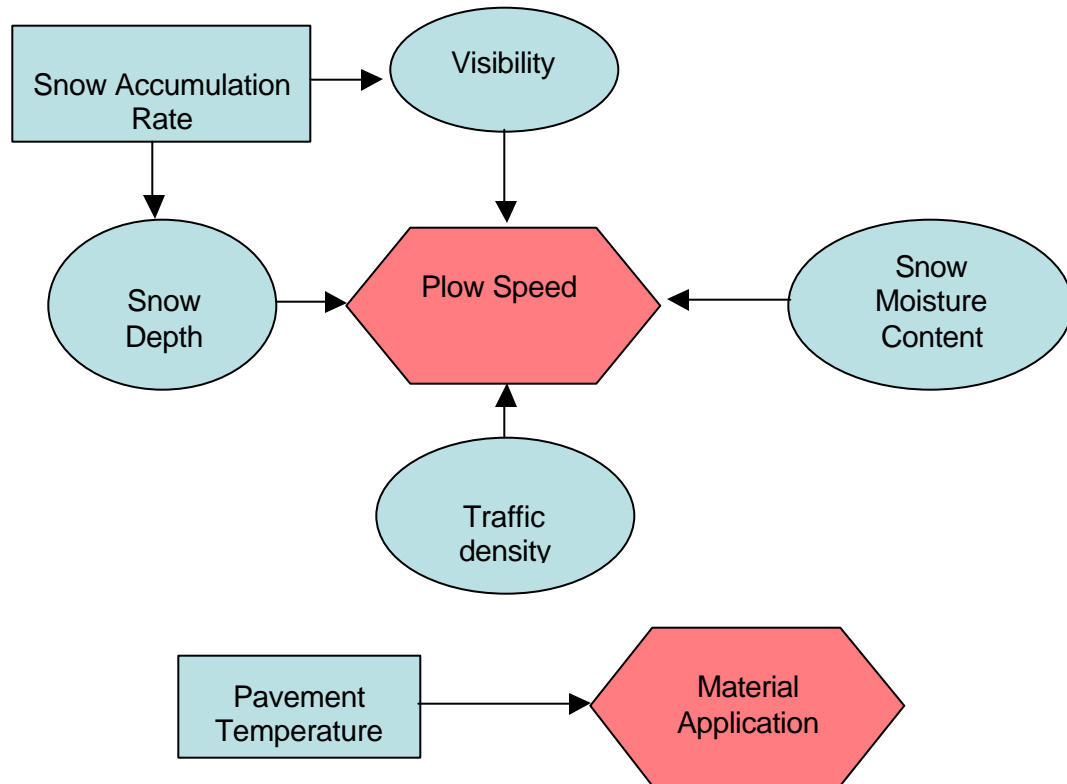 Snow Accumulation
Rate
Visibility
Snow
Depth
Plow Speed
Snow
Moisture
Content
Traffic
density
Pavement
Temperature
Material
Application